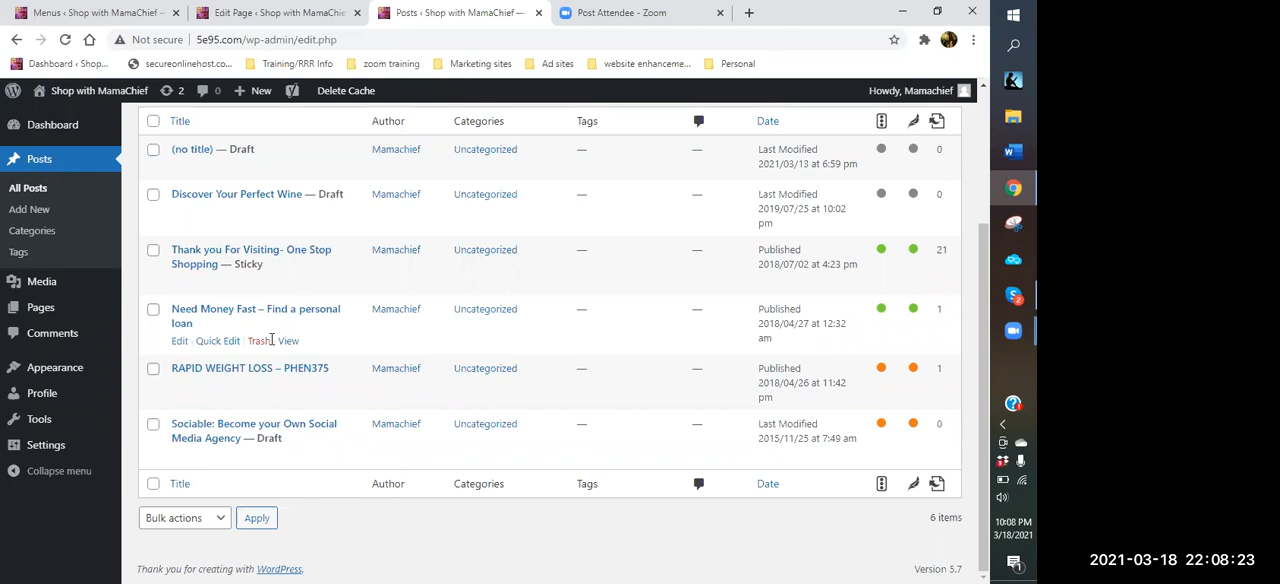 Menus ‹ Shop with MamaChief —
Edit Page ‹ Shop with MamaChie
Posts ‹ Shop with MamaChief —
Post Attendee - Zoom
Not secure
5e95.com/wp-admin/edit.php
Dashboard ‹ Shop...
secureonlinehost.co...
Training/RRR Info
zoom training
Marketing sites
Ad sites
website enhanceme...
Personal
Shop with MamaChief
2
0
New
Delete Cache
Howdy, Mamachief
Dashboard
Posts
All Posts
Add New
Categories
Tags
Media
Pages
Comments
Appearance
Profile
Tools
Settings
Collapse menu
Title Author Categories Tags Date
(no title) — Draft Mamachief Uncategorized — — Last Modified 0
2021/03/13 at 6:59 pm
Discover Your Perfect Wine — Draft Mamachief Uncategorized — — Last Modified 0
2019/07/25 at 10:02
pm
Thank you For Visiting- One Stop Mamachief Uncategorized — — Published 21
Shopping — Sticky 2018/07/02 at 4:23 pm
Need Money Fast – Find a personal Mamachief Uncategorized — — Published 1
loan 2018/04/27 at 12:32
Edit | Quick Edit | Trash View am
RAPID WEIGHT LOSS – PHEN375 Mamachief Uncategorized — — Published 1
2018/04/26 at 11:42
pm
Sociable: Become your Own Social Mamachief Uncategorized — — Last Modified 0
Media Agency — Draft 2015/11/25 at 7:49 am
Title Author Categories Tags Date
Bulk actions Apply 6 items
Thank you for creating with WordPress. Version 5.7
10:08 PM
3/18/2021
2021-03-18 22:08:23